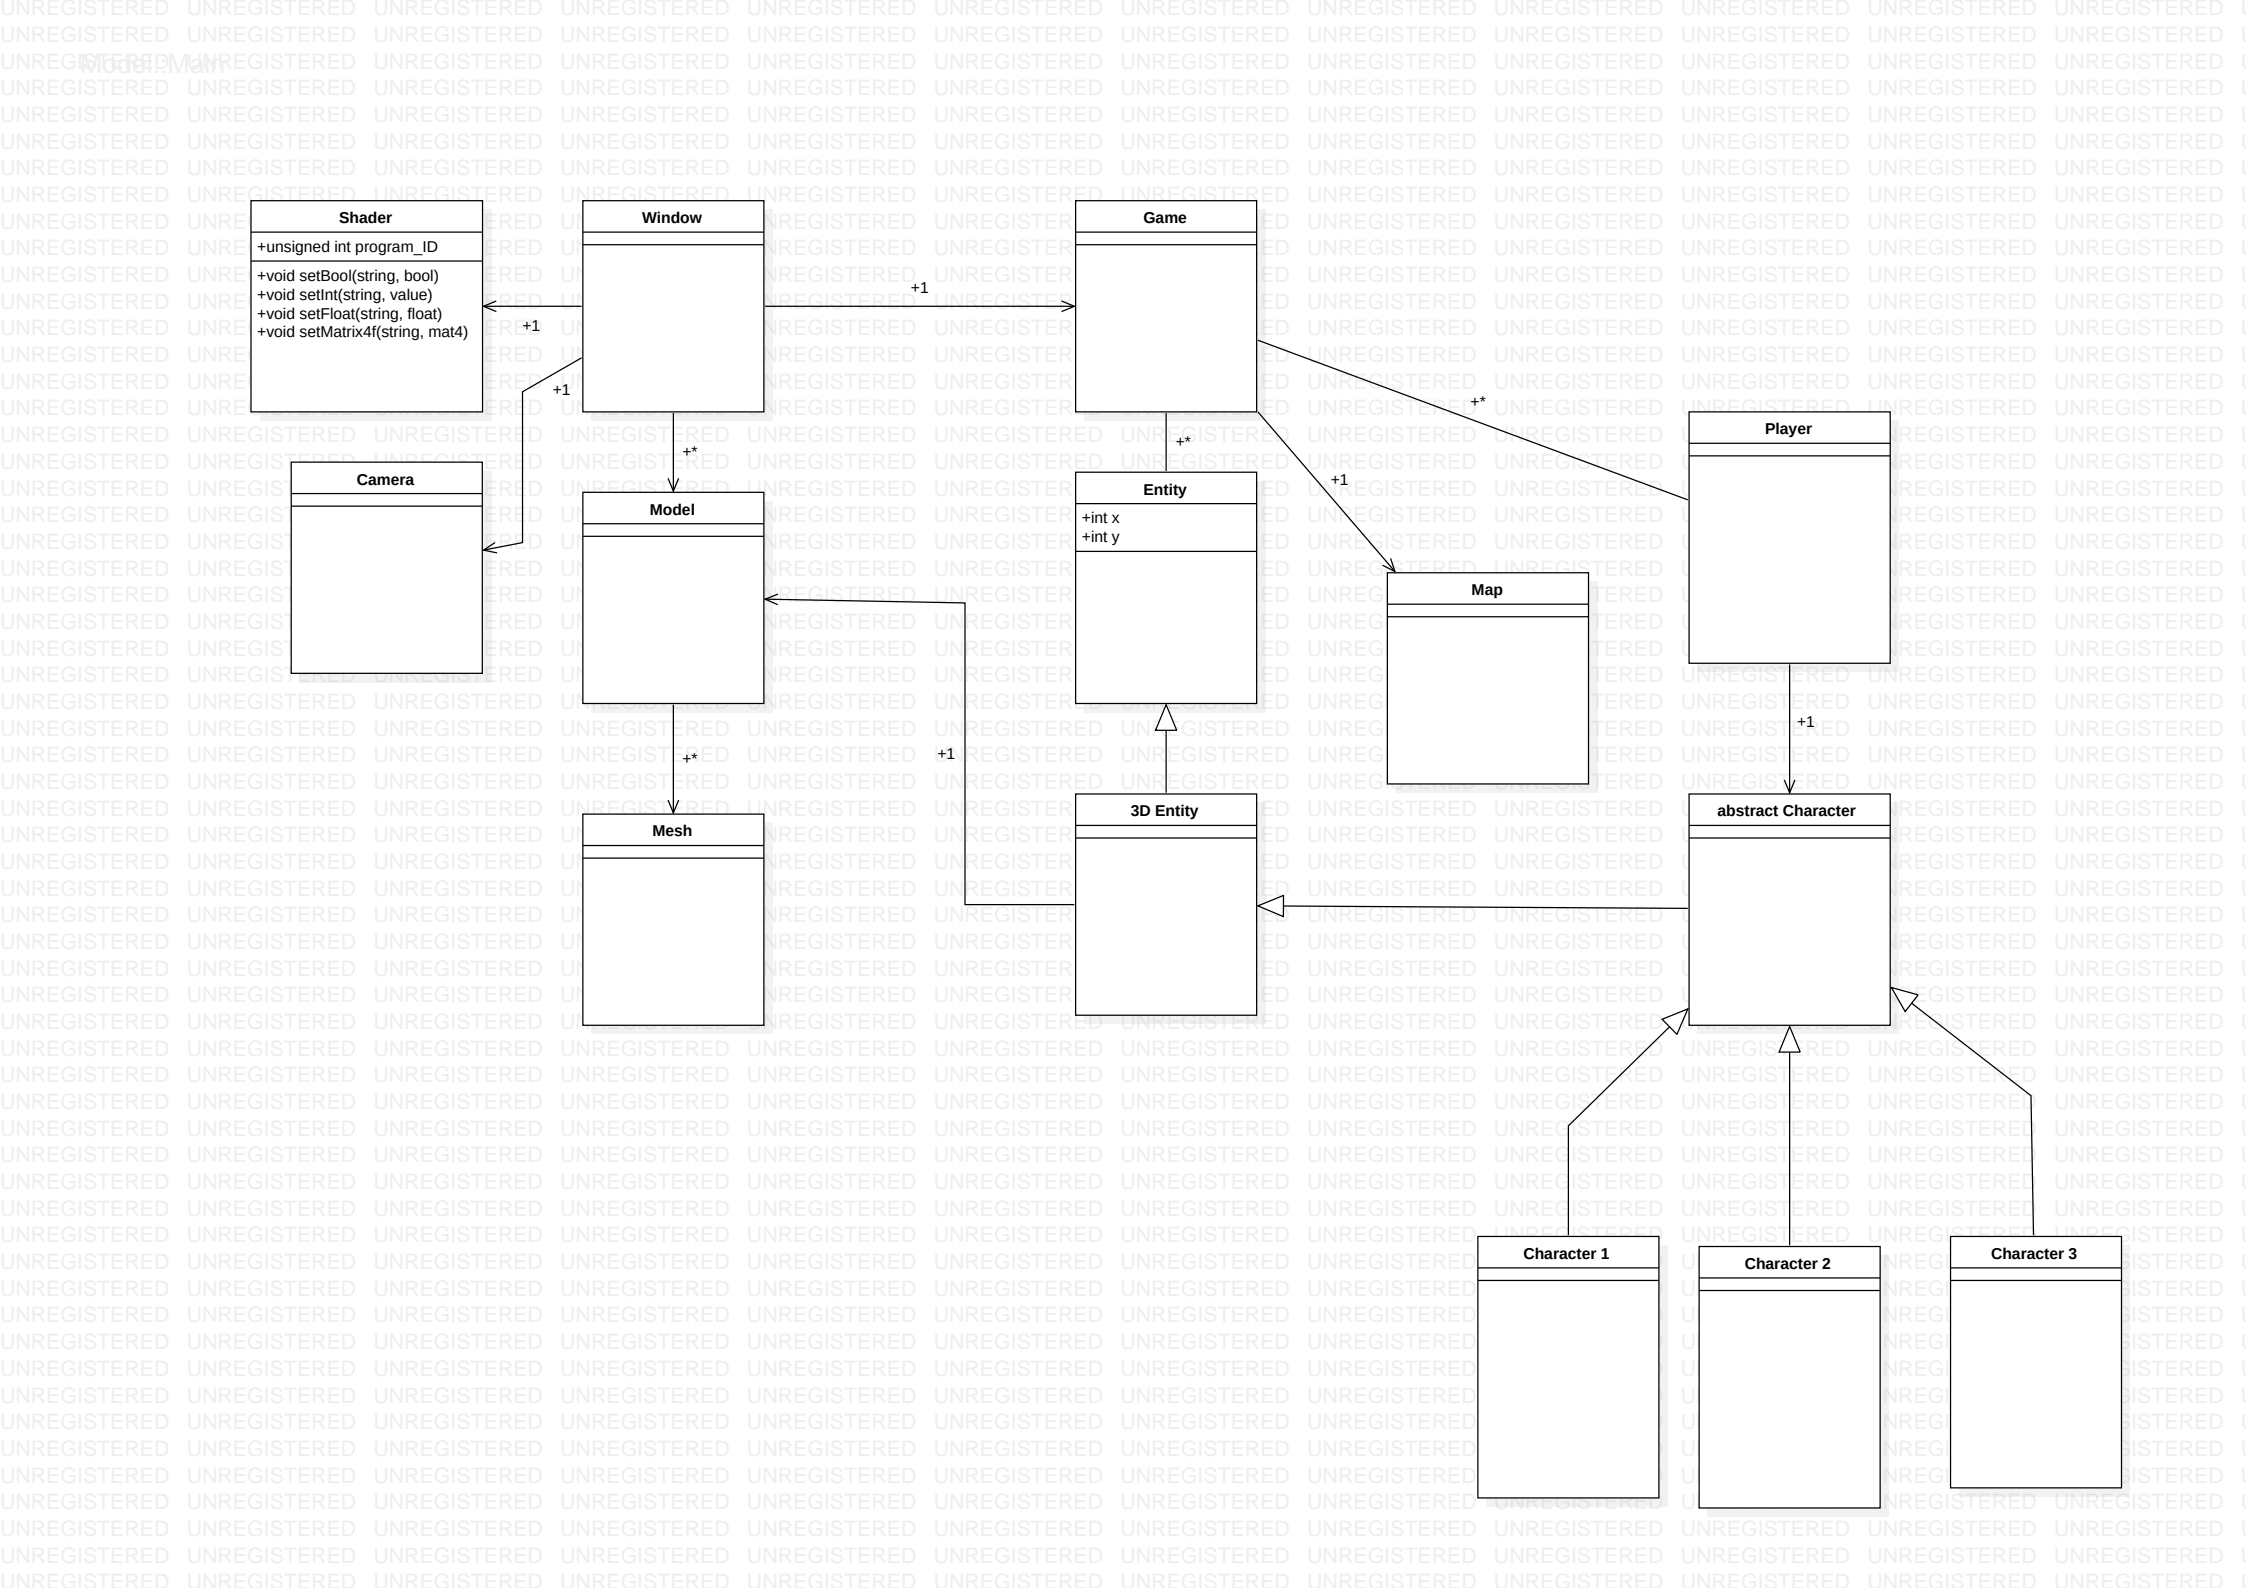 UNREGISTERED
Model::Main
Shader
+unsigned int program_ID
+void setBool(string, bool)
+void setInt(string, value)
+void setFloat(string, float)
+void setMatrix4f(string, mat4)
Window
Game
+1
+1
+1
+*
Player
+*
+*
+1
Camera
Model
Entity
+int x
+int y
Map
+1
+*
+1
Mesh
3D Entity
abstract Character
Character 1
Character 2
Character 3